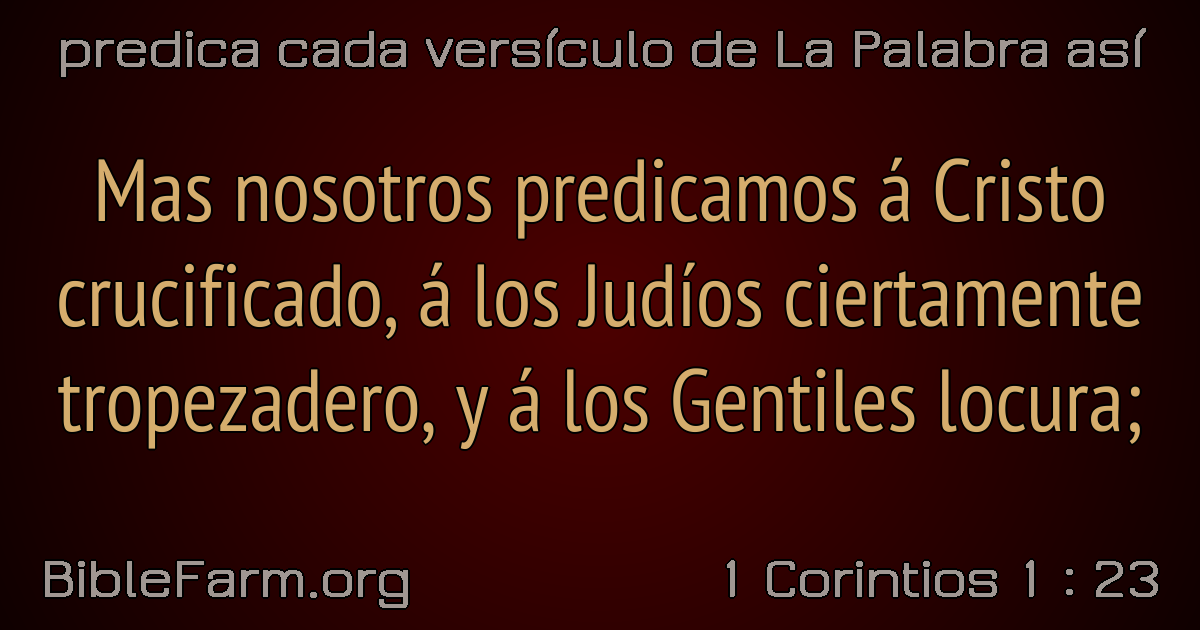 predica cada versículo de La Palabra así
Mas nosotros predicamos á Cristo
crucificado, á los Judíos ciertamente
tropezadero, y á los Gentiles locura;
BibleFarm.org
1 Corintios 1 : 23